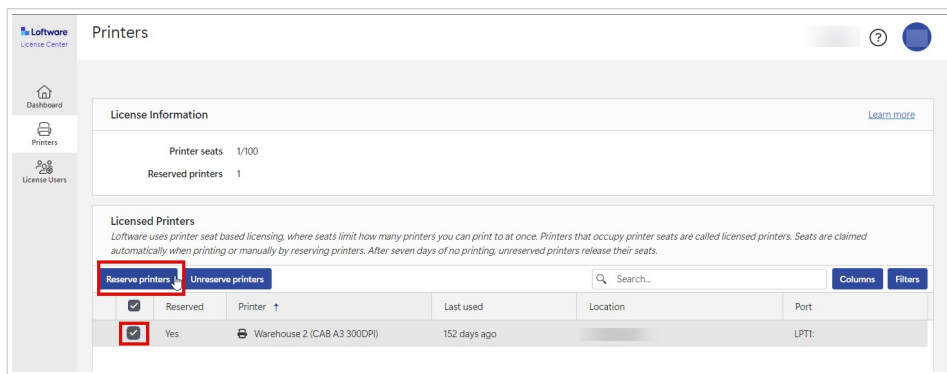 Loftware
License Center
Printers
?
Dashboard
Printers
License Users
License Information
Learn more
Printer seats 1/100
Reserved printers 1
Licensed Printers
Loftware uses printer seat based licensing, where seats limit how many printers you can print to at once. Printers that occupy printer seats are called licensed printers. Seats are claimed
automatically when printing or manually by reserving printers. After seven days of no printing, unreserved printers release their seats.
Reserve printers Unreserve printers Search... Columns Filters
Reserved Printer ↑ Last used Location Port
Yes Warehouse 2 (CAB A3 300DPI) 152 days ago LPT1: